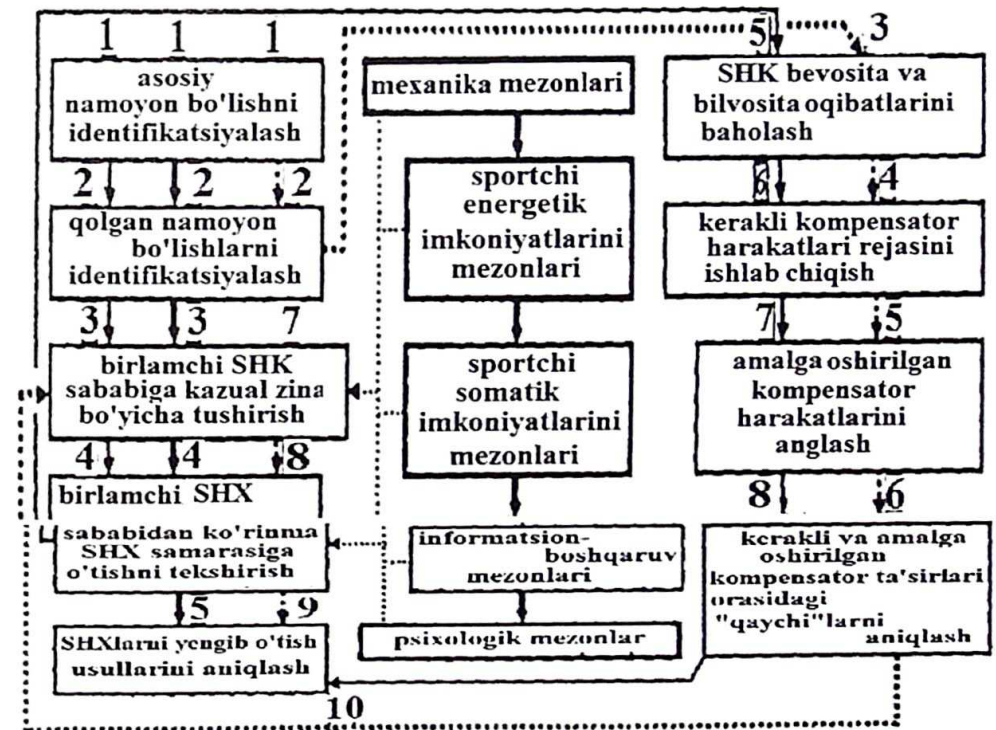 1 1 1
asosiy
namoyon bo'lishni
identifikatsiyalash
2 2 2
qolgan namoyon
bo'lishlarni
identifikatsiyalash
3 3 7
birlamchi SHK
sababiga kazual zina
bo'yicha tushirish
4 4 8
birlamchi SHX
sababidan ko'rinma
SHX samarasiga
o'tishni tekshirish
5 9
SHXlarni yengib o'tish
usullarini aniqlash
10
mexanika mezonlari
sportchi
energetik
imkoniyatlarini
mezonlari
sportchi
somatik
imkoniyatlarini
mezonlari
informatsion-
boshqaruv
mezonlari
psixologik mezonlar
5 3
SHK bevosita va
bilvosita oqibatlarini
baholash
6 4
kerakli kompensator
harakatlari rejasini
ishlab chiqish
7 5
amalga oshirilgan
kompensator
harakatlarini
anglash
8 6
kerakli va amalga
oshirilgan
kompensator ta'sirlari
orasidagi
"qaychi"larni
aniqlash